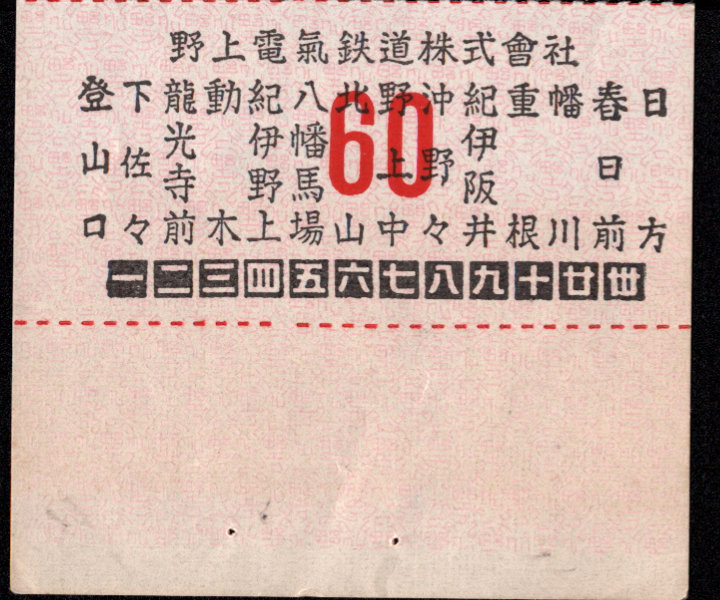 野上電氣鉄道株式會社
登山口
下佐々
龍光寺前
動木
紀伊野上
八幡馬場
北山
野上中
沖野々
紀伊阪井
重根
幡川
春日前
日方
60
一二三四五六七八九十廿卅